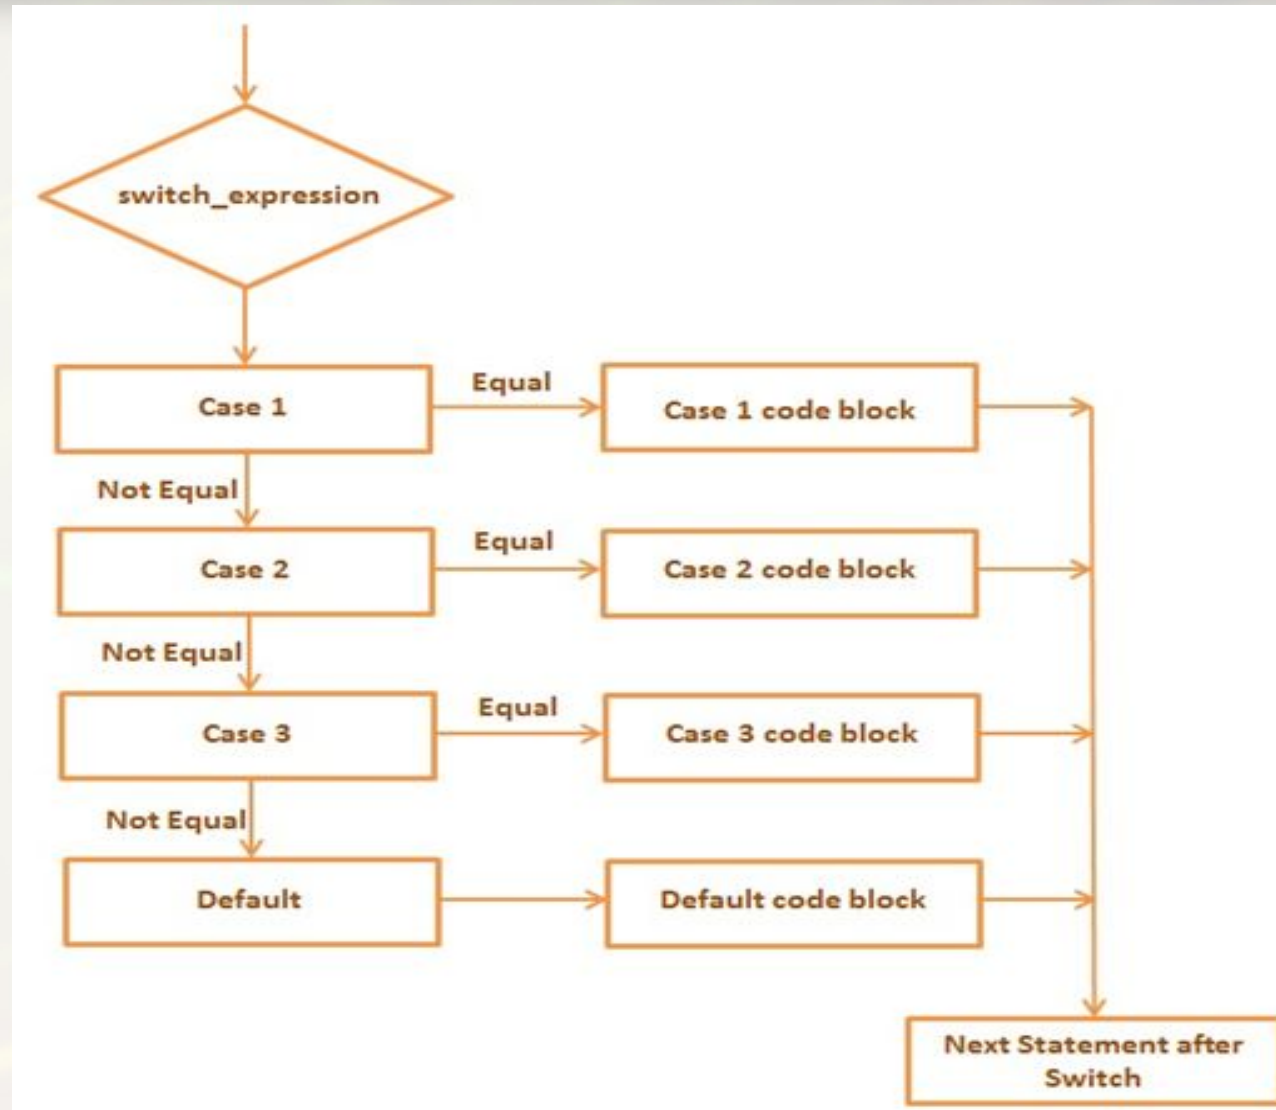 switch_expression
Case 1
Equal
Case 1 code block
Not Equal
Case 2
Equal
Case 2 code block
Not Equal
Case 3
Equal
Case 3 code block
Not Equal
Default
Default code block
Next Statement after
Switch